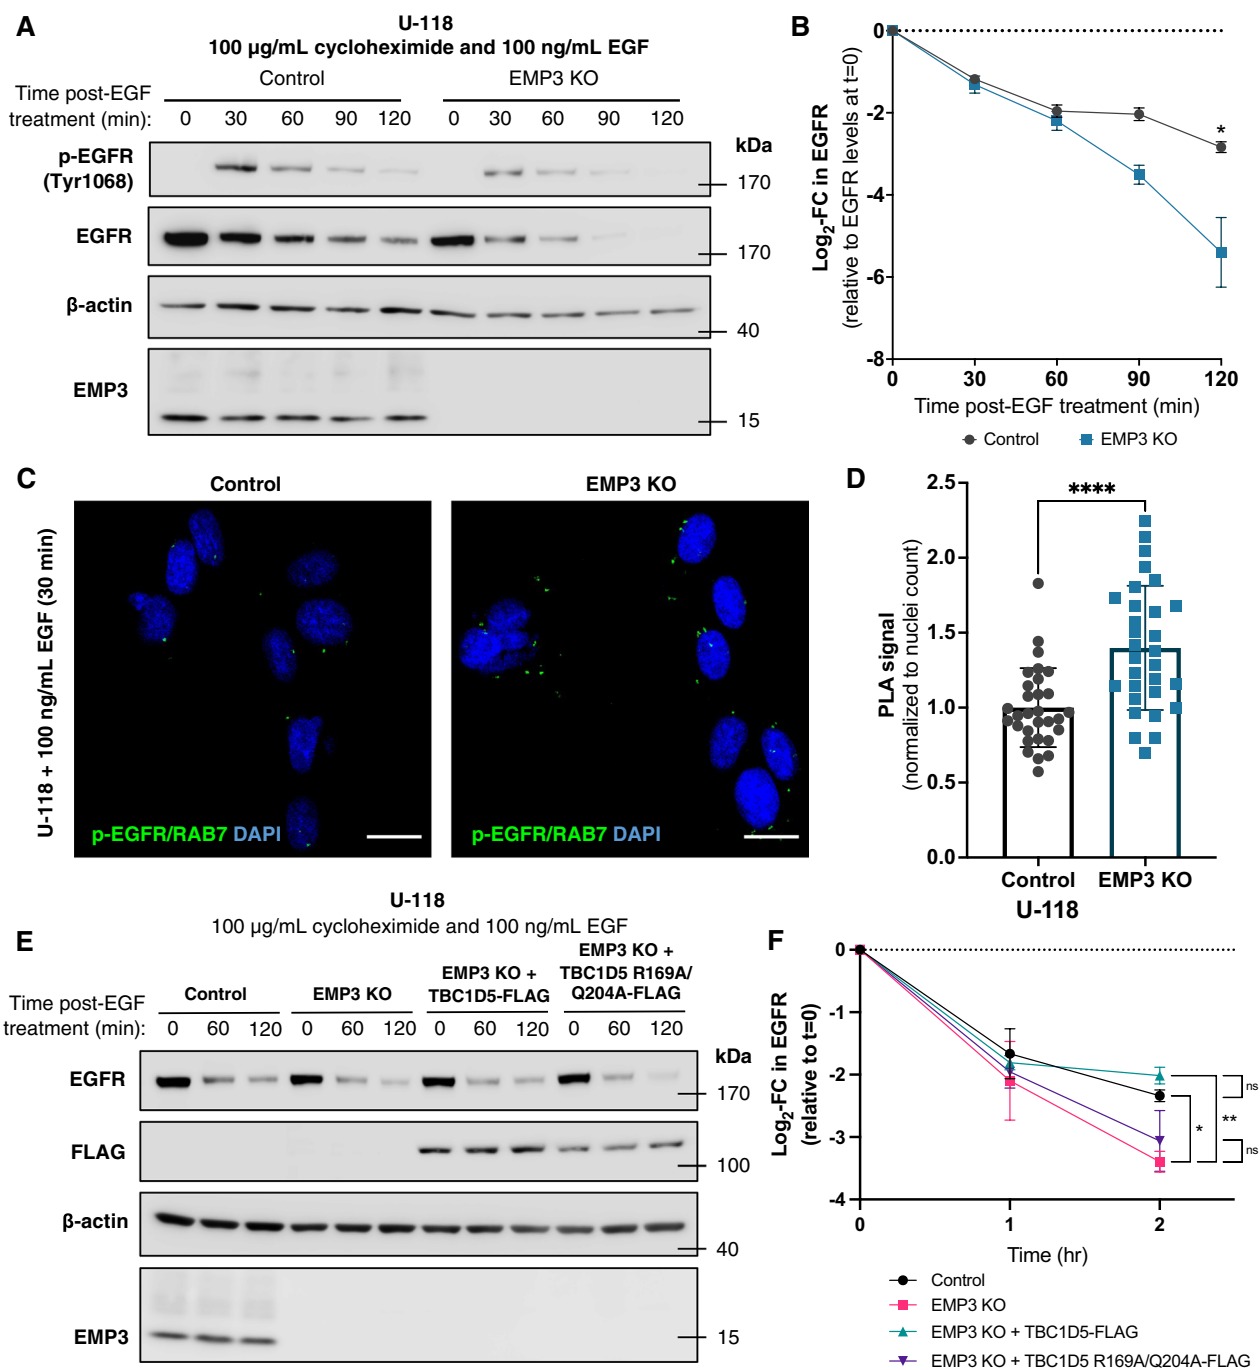 A
U-118
100 µg/mL cycloheximide and 100 ng/mL EGF
Control EMP3 KO
Time post-EGF
treatment (min): 0 30 60 90 120 0 30 60 90 120
kDa
p-EGFR
(Tyr1068)
170
EGFR
170
β-actin
40
EMP3
15
B
Log2-FC in EGFR
(relative to EGFR levels at t=0)
0
-2
-4
-6
-8
*
0 30 60 90 120
Time post-EGF treatment (min)
Control EMP3 KO
C
Control EMP3 KO
U-118 + 100 ng/mL EGF (30 min)
p-EGFR/RAB7 DAPI
p-EGFR/RAB7 DAPI
D
PLA signal
(normalized to nuclei count)
2.5
2.0
1.5
1.0
0.5
0.0
****
Control EMP3 KO
U-118
E
U-118
100 µg/mL cycloheximide and 100 ng/mL EGF
Control
EMP3 KO
EMP3 KO +
TBC1D5-FLAG
EMP3 KO +
TBC1D5 R169A/
Q204A-FLAG
Time post-EGF
treatment (min): 0 60 120 0 60 120 0 60 120 0 60 120
kDa
EGFR
170
FLAG
100
β-actin
40
EMP3
15
F
Log2-FC in EGFR
(relative to t=0)
0
-1
-2
-3
-4
* ** ns
ns
0 1 2
Time (hr)
Control
EMP3 KO
EMP3 KO + TBC1D5-FLAG
EMP3 KO + TBC1D5 R169A/Q204A-FLAG